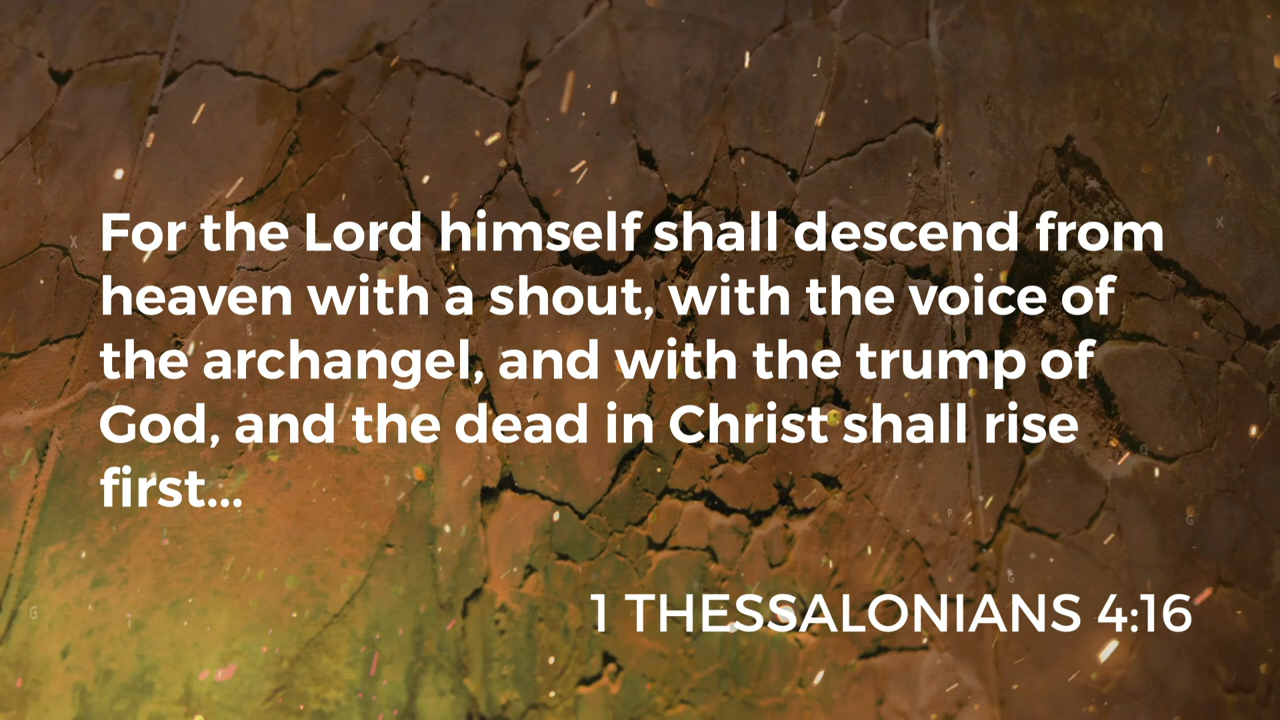 For the Lord himself shall descend from
heaven with a shout, with the voice of
the archangel, and with the trump of
God, and the dead in Christ shall rise
first...
1 THESSALONIANS 4:16